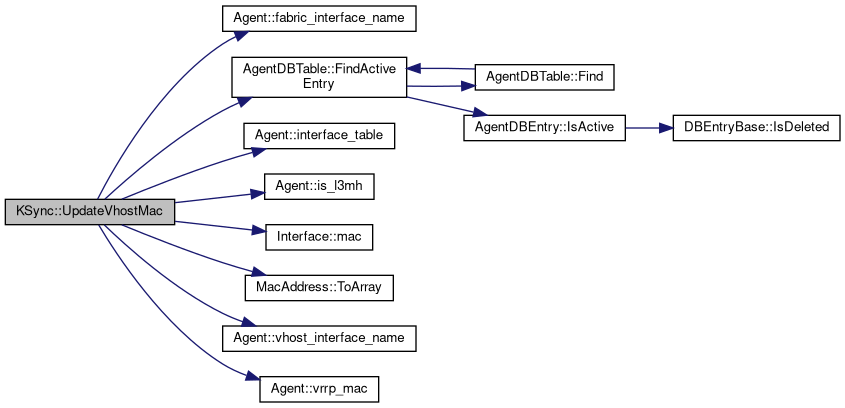 Agent::fabric_interface_name
AgentDBTable::FindActive
Entry
AgentDBTable::Find
AgentDBEntry::IsActive
DBEntryBase::IsDeleted
Agent::interface_table
Agent::is_l3mh
KSync::UpdateVhostMac
Interface::mac
MacAddress::ToArray
Agent::vhost_interface_name
Agent::vrrp_mac